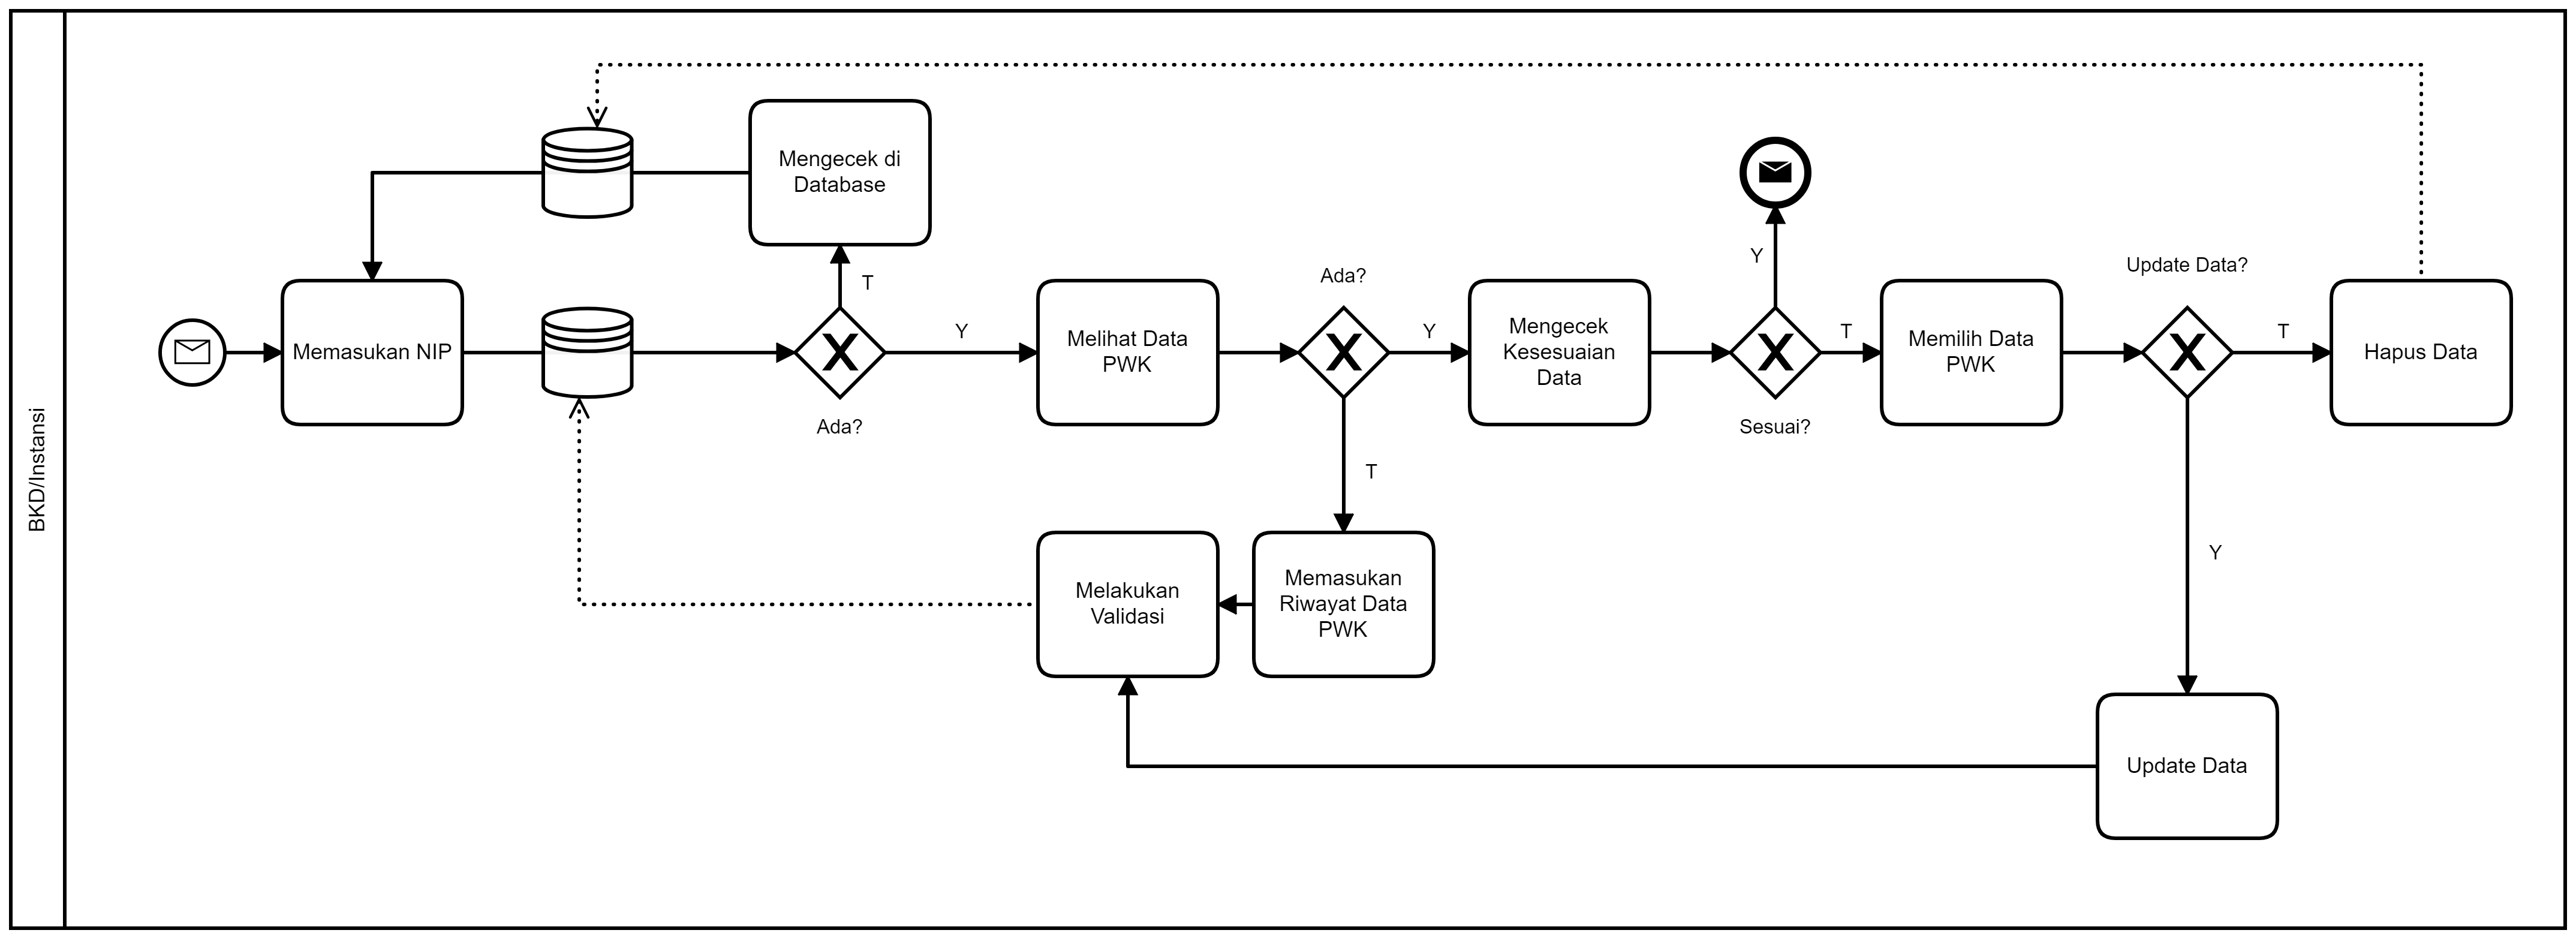 BKD/Instansi
Mengecek di
Database
T
Memasukan NIP
Ada?
Y
Melihat Data
PWK
Ada?
Y
T
Mengecek
Kesesuaian
Data
Y
Sesuai?
T
Memilih Data
PWK
Update Data?
T
Hapus Data
Y
Melakukan
Validasi
Memasukan
Riwayat Data
PWK
Update Data